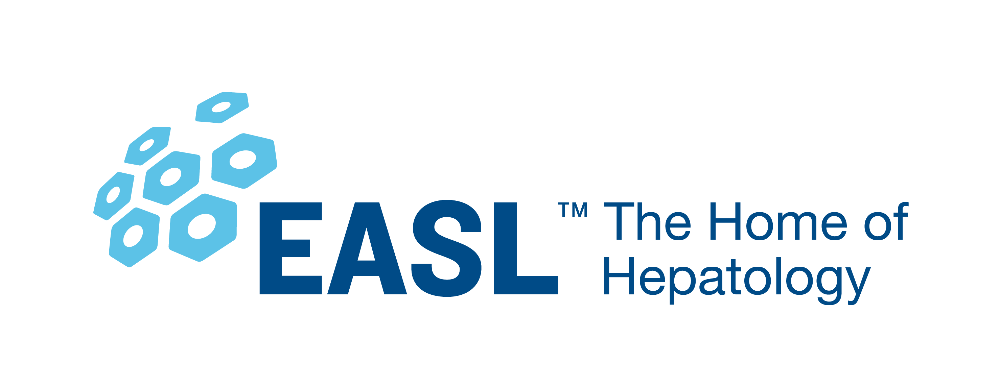 EASL™ The Home of
Hepatology